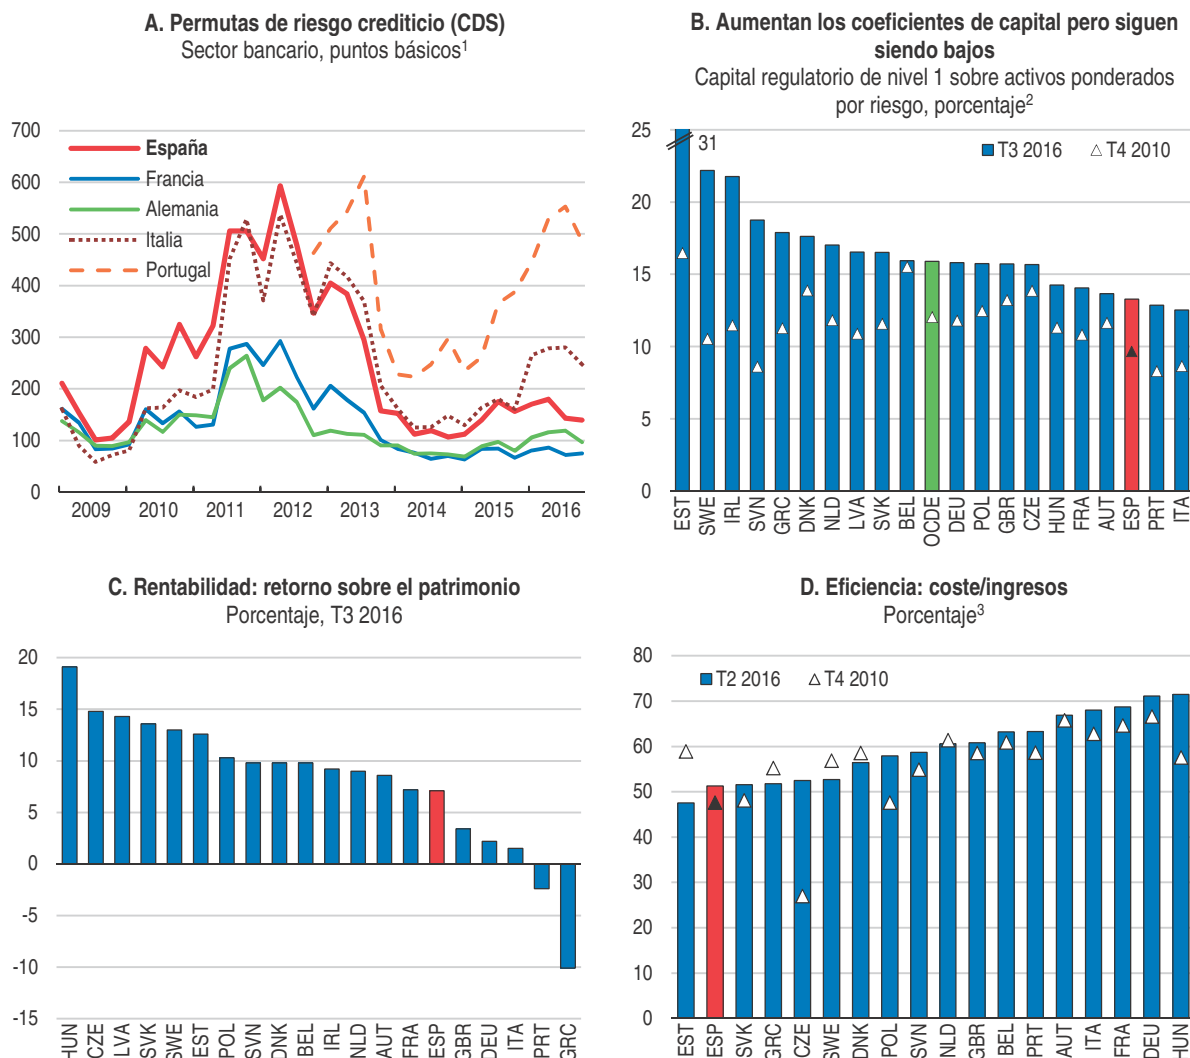 A. Permutas de riesgo crediticio (CDS)
Sector bancario, puntos básicos1
700
600
500
400
300
200
100
0
España
Francia
Alemania
Italia
Portugal
2009 2010 2011 2012 2013 2014 2015 2016
B. Aumentan los coeficientes de capital pero siguen
siendo bajos
Capital regulatorio de nivel 1 sobre activos ponderados
por riesgo, porcentaje2
25
20
15
10
5
0
31
T3 2016 T4 2010
EST SWE IRL SVN GRC DNK NLD LVA SVK BEL OCDE DEU POL GBR CZE HUN FRA AUT ESP PRT ITA
C. Rentabilidad: retorno sobre el patrimonio
Porcentaje, T3 2016
20
15
10
5
0
-5
-10
-15
HUN CZE LVA SVK SWE EST POL SVN DNK BEL IRL NLD AUT FRA ESP GBR DEU ITA PRT GRC
D. Eficiencia: coste/ingresos
Porcentaje3
80
70
60
50
40
30
20
10
0
T2 2016 T4 2010
EST ESP SVK GRC CZE SWE DNK POL SVN NLD GBR BEL PRT AUT ITA FRA DEU HUN